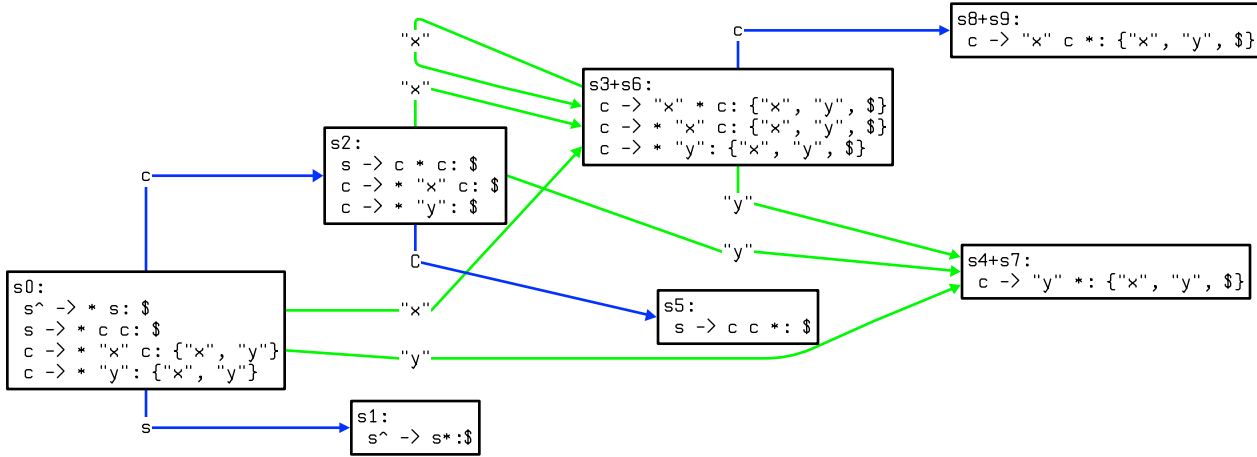 s8+s9:
c -> "x" c *: {"x", "y", $}
c
"x"
s3+s6:
c -> "x" * c: {"x", "y", $}
c -> * "x" c: {"x", "y", $}
c -> * "y": {"x", "y", $}
"x"
s2:
s -> c * c: $
c -> * "x" c: $
c -> * "y": $
c
"y"
"y"
C
s4+s7:
c -> "y" *: {"x", "y", $}
s0:
s^ -> * s: $
s -> * c c: $
c -> * "x" c: {"x", "y"}
c -> * "y": {"x", "y"}
"x"
s5:
s -> c c *: $
"y"
s
s1:
s^ -> s*:$